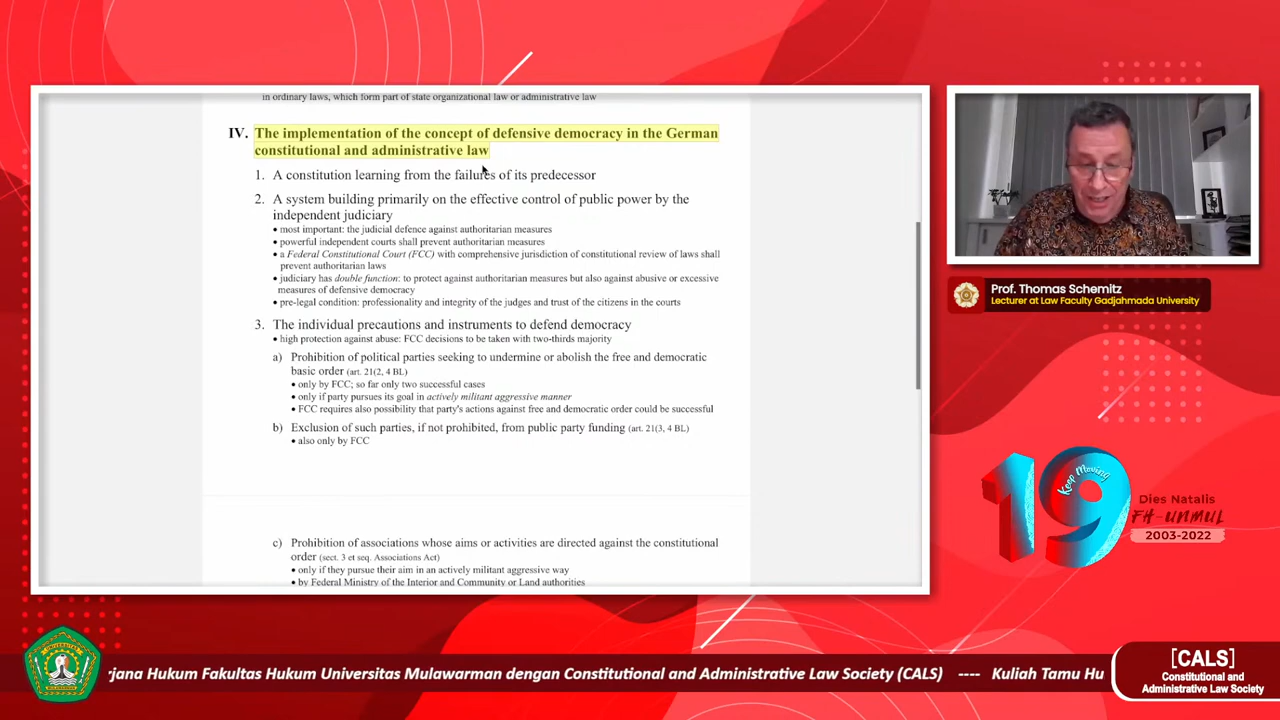 in ordinary laws, which form part of state organizational law or administrative law
IV. The implementation of the concept of defensive democracy in the German
constitutional and administrative law
1. A constitution learning from the failures of its predecessor
2. A system building primarily on the effective control of public power by the
independent judiciary
• most important: the judicial defence against authoritarian measures
• powerful independent courts shall prevent authoritarian measures
• a Federal Constitutional Court (FCC) with comprehensive jurisdiction of constitutional review of laws shall
prevent authoritarian laws
• judiciary has double function: to protect against authoritarian measures but also against abusive or excessive
measures of defensive democracy
• pre-legal condition: professionality and integrity of the judges and trust of the citizens in the courts
3. The individual precautions and instruments to defend democracy
• high protection against abuse: FCC decisions to be taken with two-thirds majority
a) Prohibition of political parties seeking to undermine or abolish the free and democratic
basic order (art. 21(2, 4 BL)
• only by FCC; so far only two successful cases
• only if party pursues its goal in actively militant aggressive manner
• FCC requires also possibility that party's actions against free and democratic order could be successful
b) Exclusion of such parties, if not prohibited, from public party funding (art. 21(3, 4 BL)
• also only by FCC
c) Prohibition of associations whose aims or activities are directed against the constitutional
order (sect. 3 et seq. Associations Act)
• only if they pursue their aim in an actively militant aggressive way
• by Federal Ministry of the Interior and Community or Land authorities
Prof. Thomas Schemitz
Lecturer at Law Faculty Gadjahmada University
19
Keep Moving
Dies Natalis
FH-UNMUL
2003-2022
rjana Hukum Fakultas Hukum Universitas Mulawarman dengan Constitutional and Administrative Law Society (CALS) ---- Kuliah Tamu Hu
[CALS]
Constitutional and
Administrative Law Society